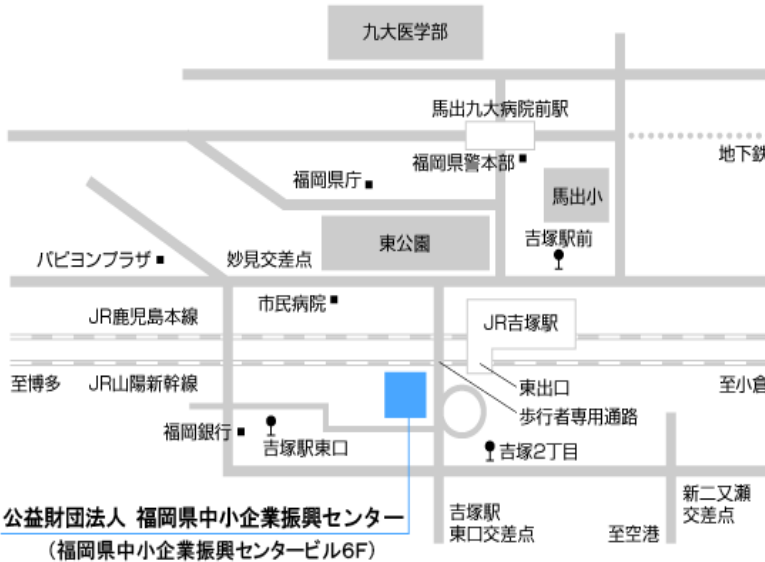 九大医学部
馬出九大病院前駅
地下鉄
福岡県警本部
福岡県庁
馬出小
東公園
吉塚駅前
パピヨンプラザ
妙見交差点
市民病院
JR鹿児島本線
JR吉塚駅
至博多
JR山陽新幹線
東出口
至小倉
歩行者専用通路
福岡銀行
吉塚駅東口
吉塚2丁目
新二又瀬
交差点
公益財団法人 福岡県中小企業振興センター
(福岡県中小企業振興センタービル6F)
吉塚駅
東口交差点
至空港